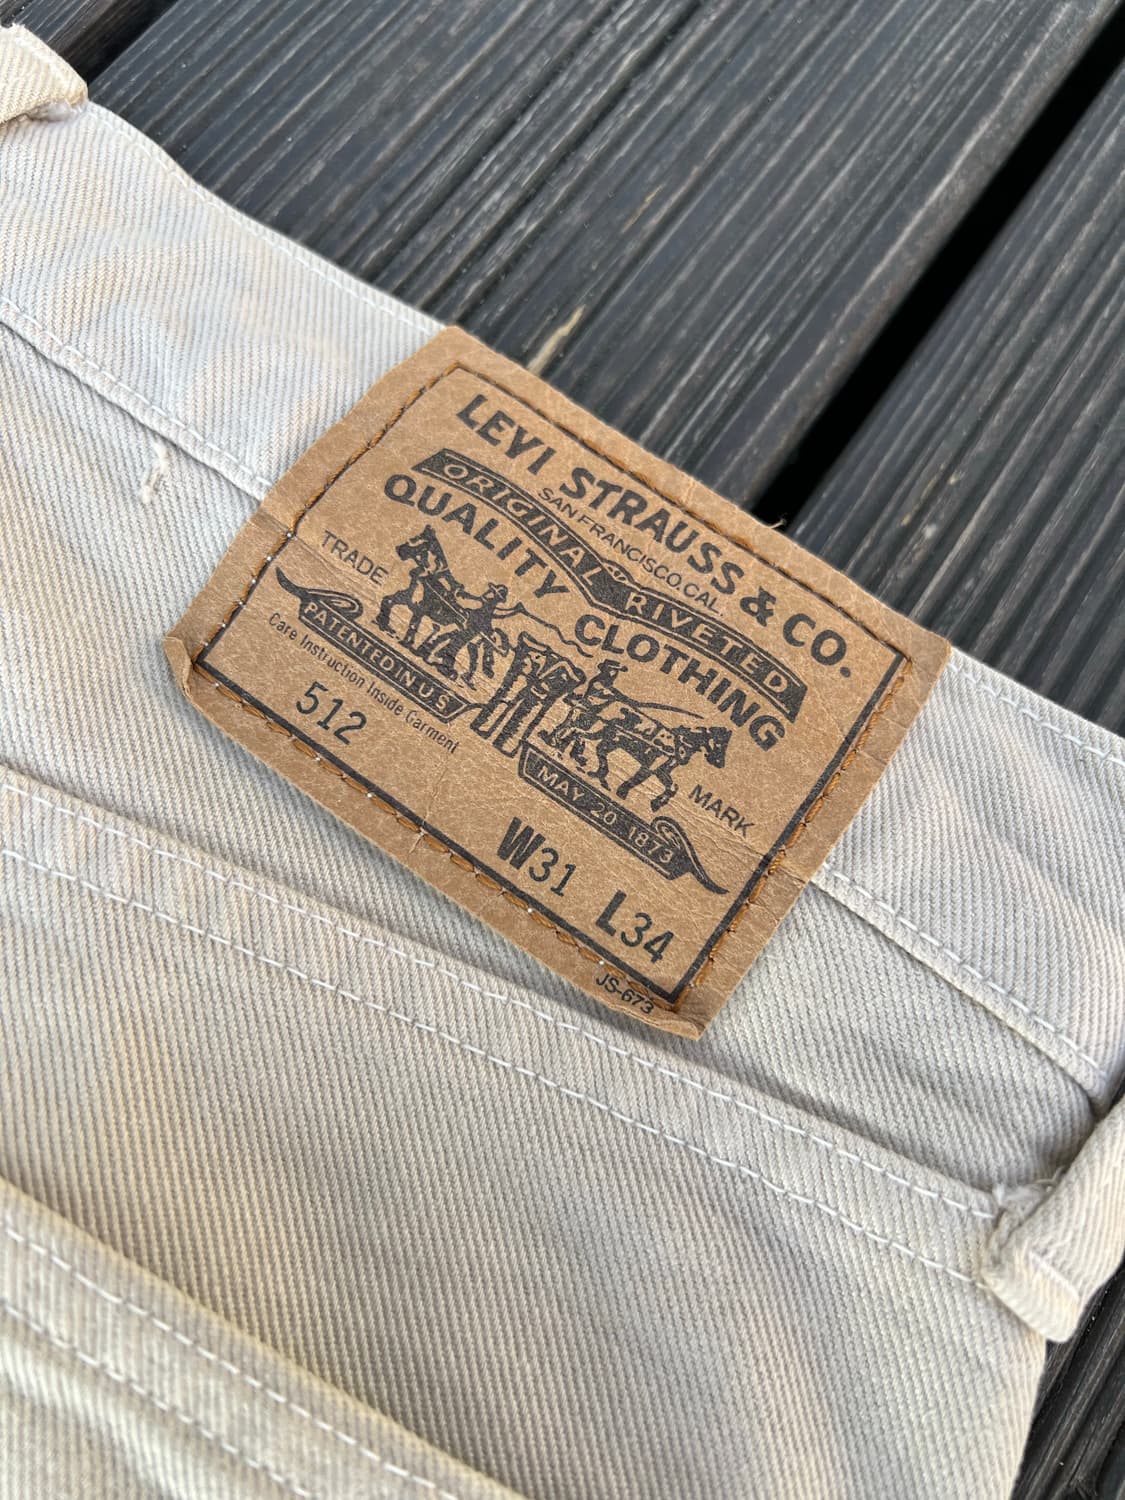 LEVI STRAUSS & CO.
SAN FRANCISCO, CAL.
ORIGINAL RIVETED
QUALITY CLOTHING
TRADE MARK
PATENTED IN U S
MAY 20 1873
Care Instruction Inside Garment
512
W31 L34
JS-673